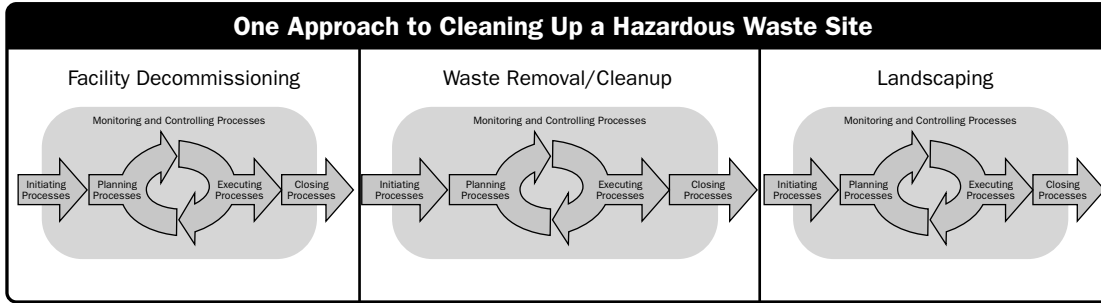 One Approach to Cleaning Up a Hazardous Waste Site
Facility Decommissioning
Monitoring and Controlling Processes
Initiating
Processes
Planning
Processes
Executing
Processes
Closing
Processes
Waste Removal/Cleanup
Monitoring and Controlling Processes
Initiating
Processes
Planning
Processes
Executing
Processes
Closing
Processes
Landscaping
Monitoring and Controlling Processes
Initiating
Processes
Planning
Processes
Executing
Processes
Closing
Processes